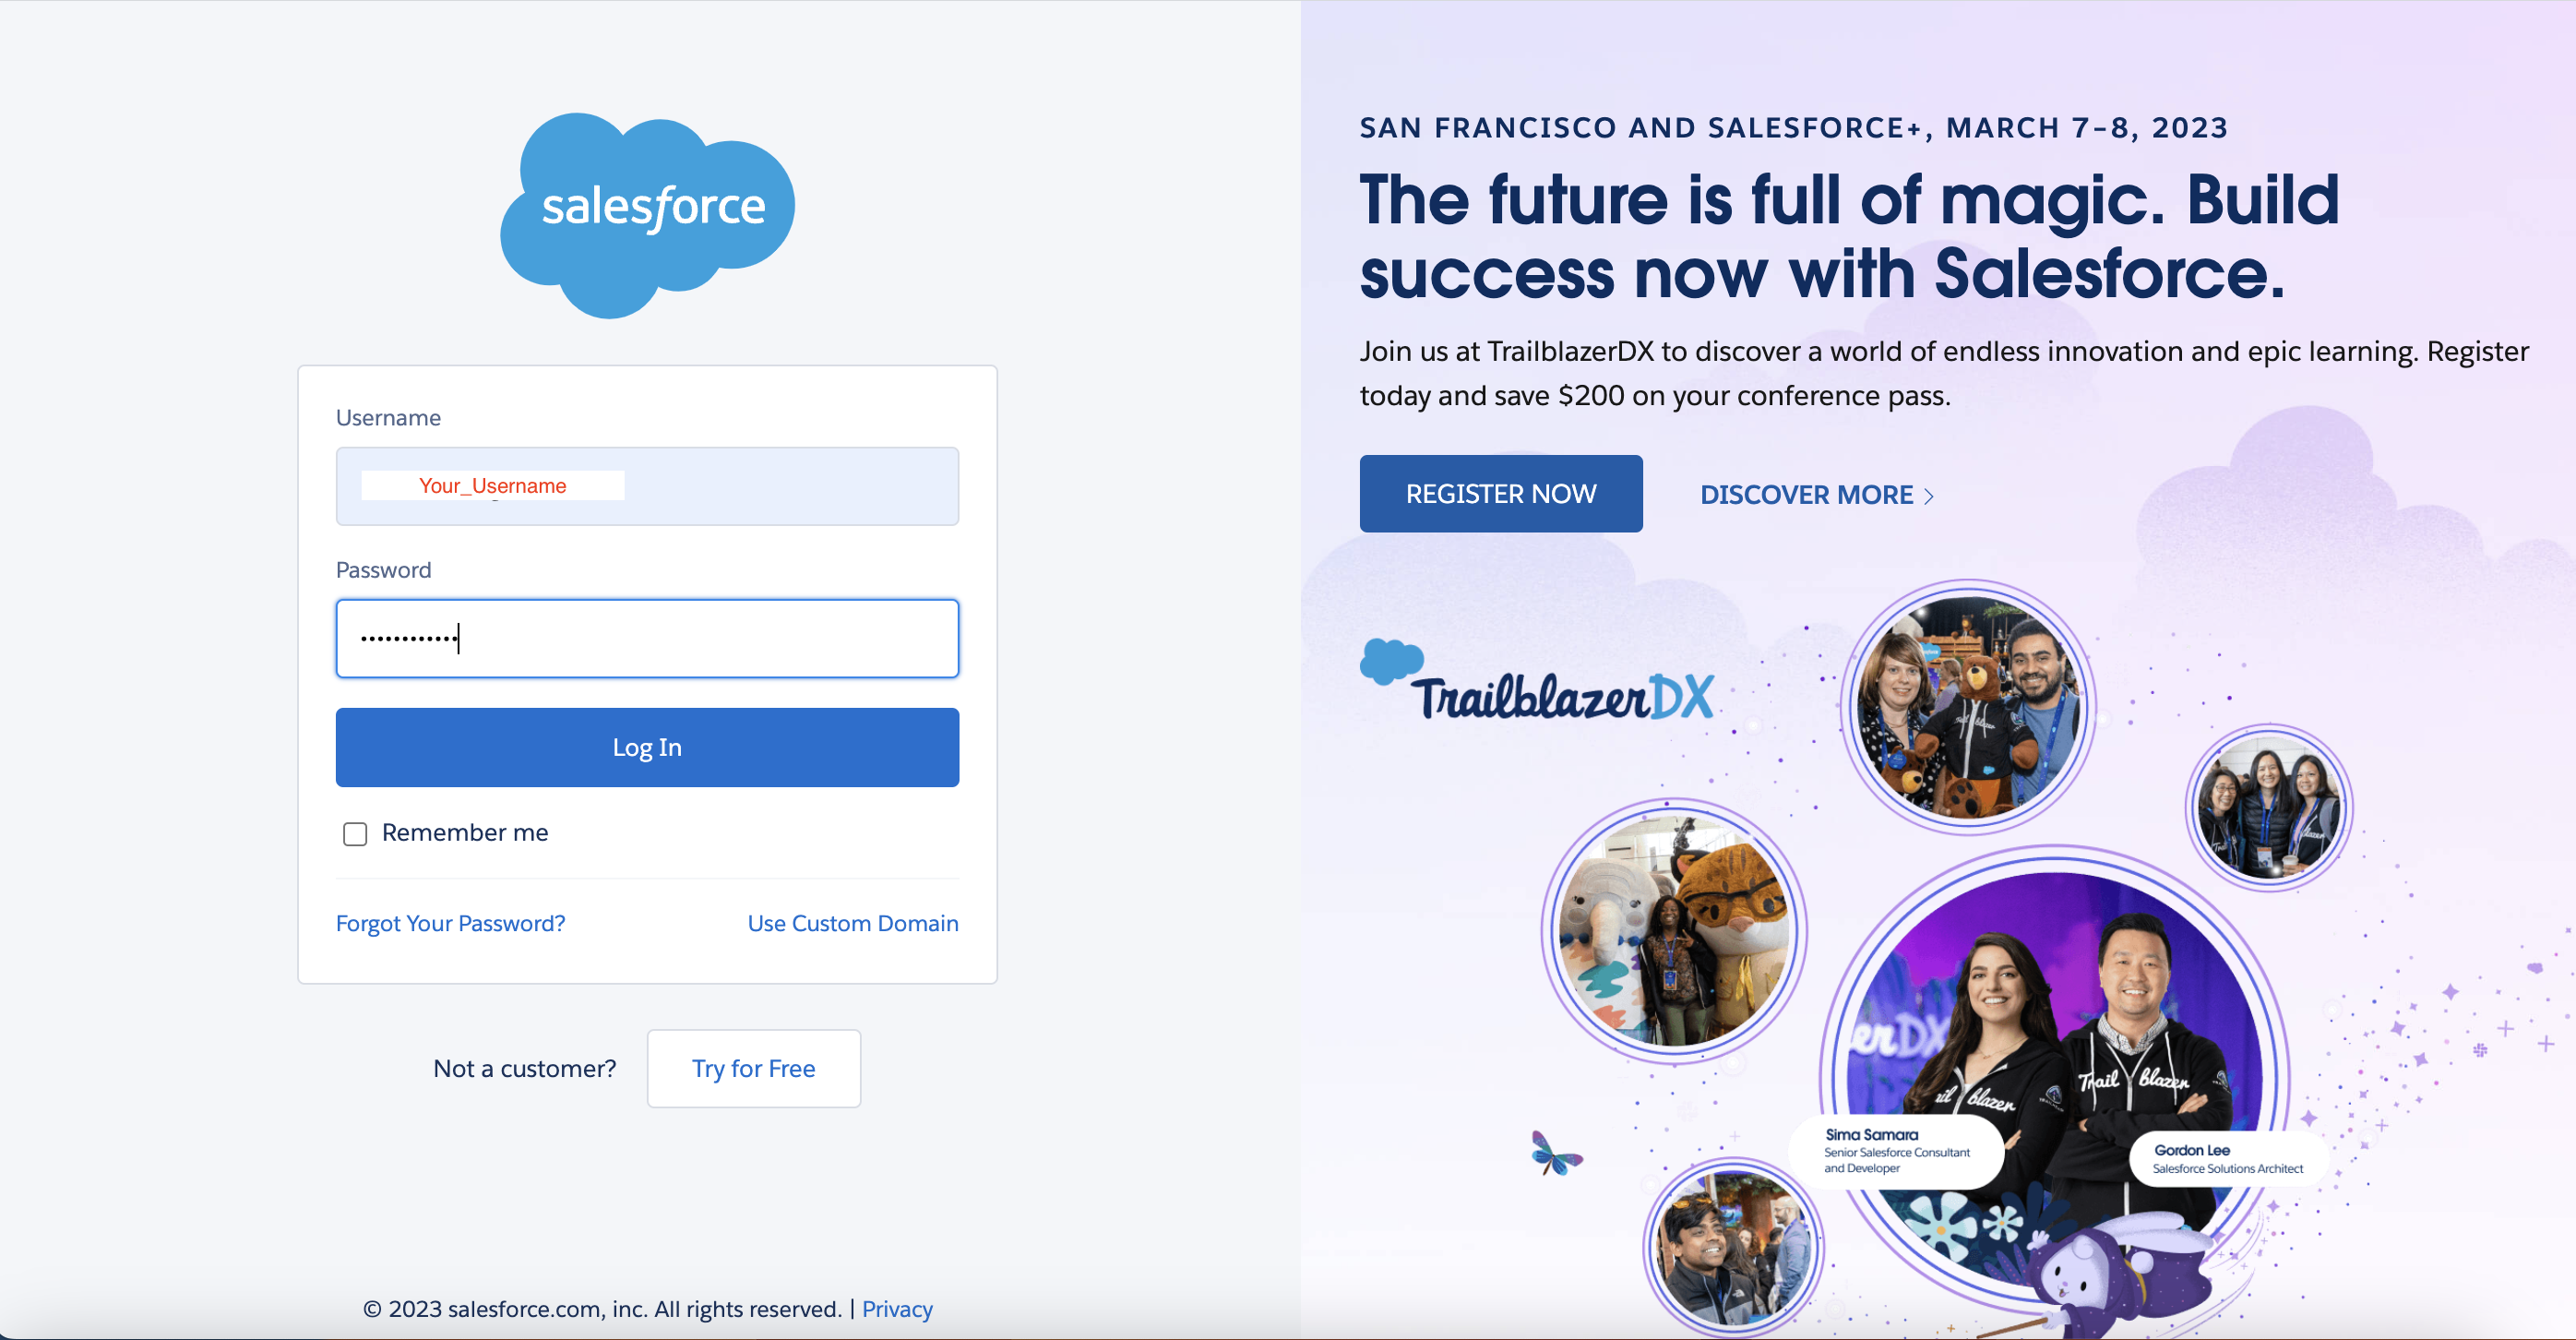 salesforce
Username
Your_Username
Password
Log In
Remember me
Forgot Your Password?
Use Custom Domain
Not a customer?
Try for Free
© 2023 salesforce.com, inc. All rights reserved. | Privacy
SAN FRANCISCO AND SALESFORCE+, MARCH 7–8, 2023
The future is full of magic. Build
success now with Salesforce.
Join us at TrailblazerDX to discover a world of endless innovation and epic learning. Register
today and save $200 on your conference pass.
REGISTER NOW
DISCOVER MORE >
TrailblazerDX
erDX
Trail blazer
blazer
Sima Samara
Senior Salesforce Consultant
and Developer
Gordon Lee
Salesforce Solutions Architect